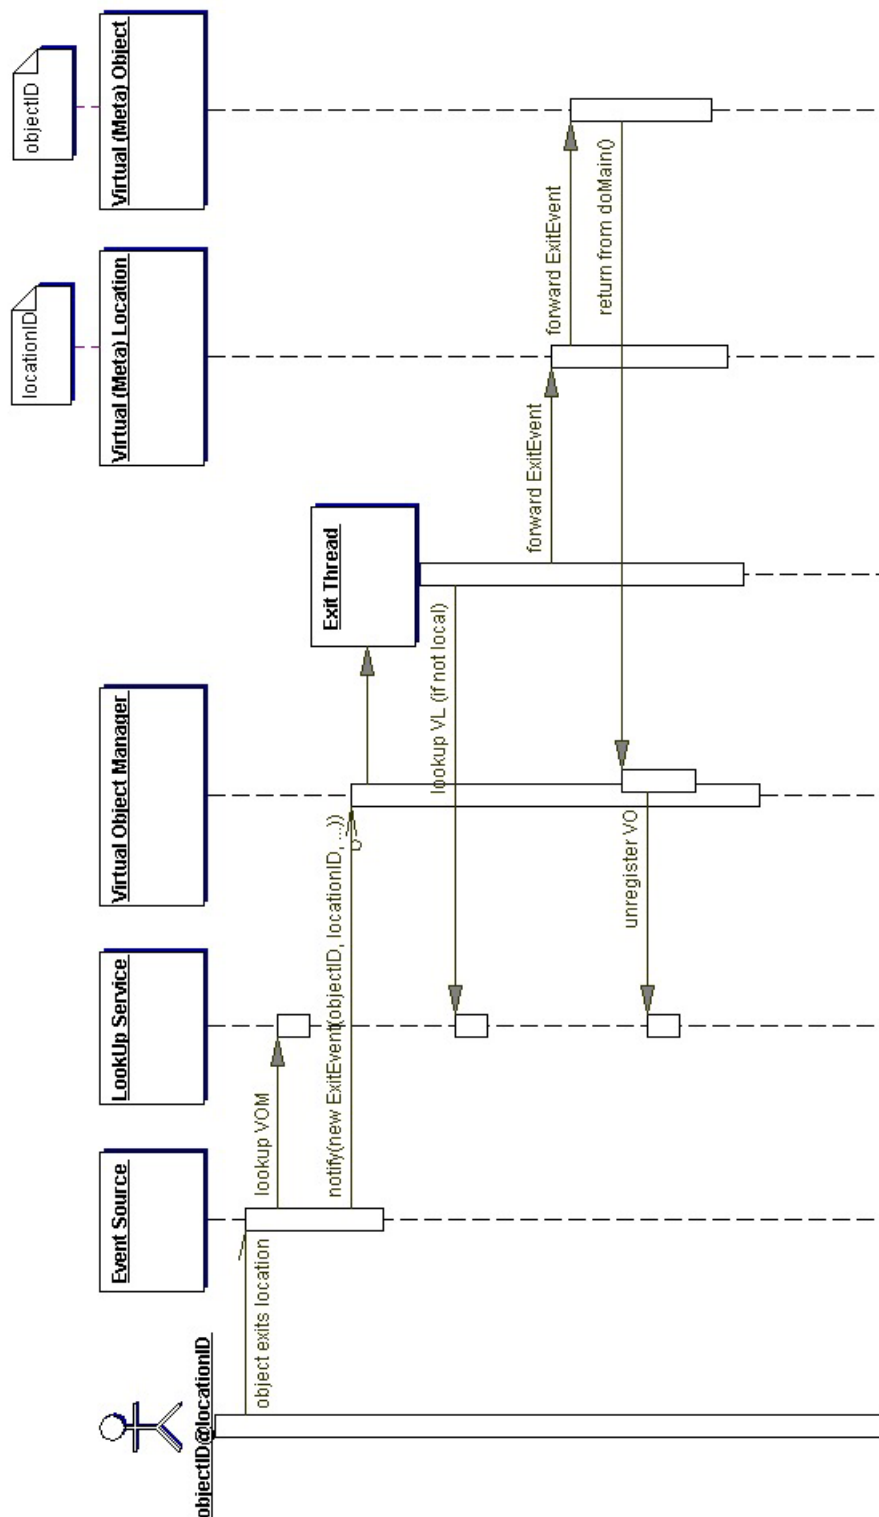 objectID@locationID
Event Source
LookUp Service
Virtual Object Manager
Exit Thread
Virtual (Meta) Location
locationID
Virtual (Meta) Object
objectID
object exits location
lookup VOM
notify(new ExitEvent(objectID, locationID, ...))
lookup VL (if not local)
forward ExitEvent
forward ExitEvent
return from doMain()
unregister VO